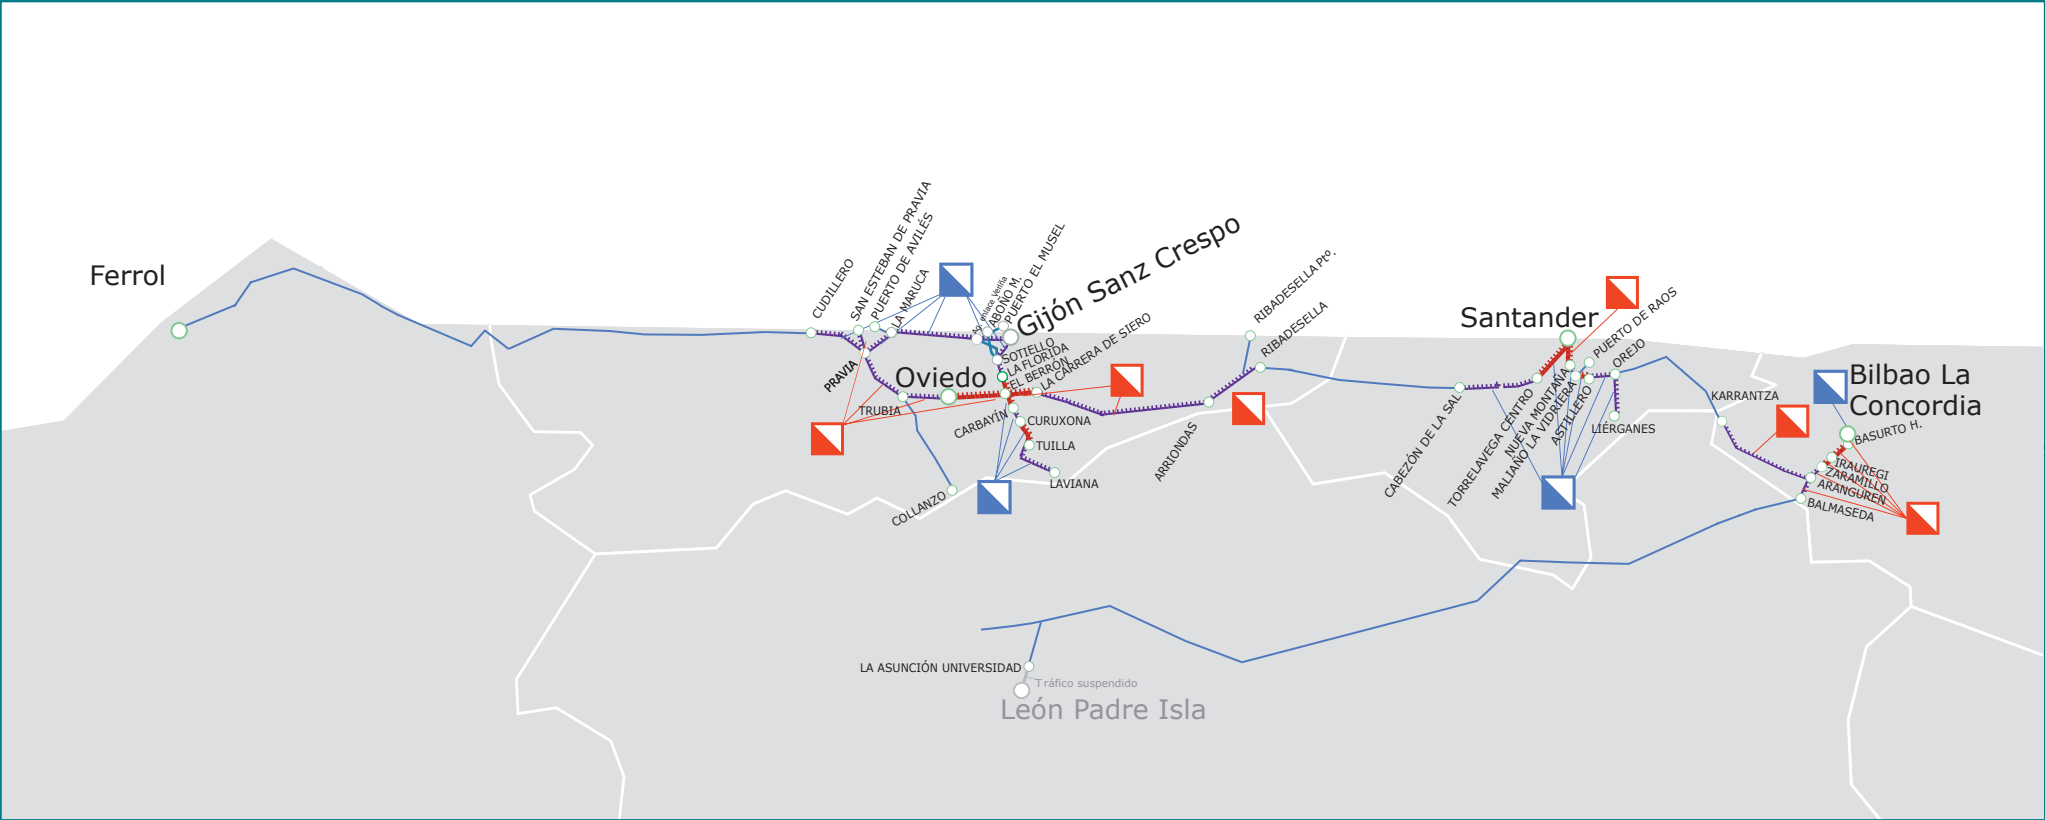 Ferrol
CUDILLERO
SAN ESTEBAN DE PRAVIA
PUERTO DE AVILÉS
LA MARUCA
Ag. enlace Veriña
ABOÑO M.
PUERTO EL MUSEL
Gijón Sanz Crespo
SOTIELLO
LA FLORIDA
EL BERRÓN
LA CARRERA DE SIERO
PRAVIA
Oviedo
TRUBIA
CARBAYÍN
CURUXONA
TUILLA
LAVIANA
COLLANZO
ARRIONDAS
RIBADESELLA Ptº.
RIBADESELLA
Santander
PUERTO DE RAOS
OREJO
CABEZÓN DE LA SAL
TORRELAVEGA CENTRO
NUEVA MONTAÑA
MALIAÑO LA VIDRIERA
ASTILLERO
LIÉRGANES
KARRANTZA
Bilbao La
Concordia
BASURTO H.
IRAUREGI
ZARAMILLO
ARANGUREN
BALMASEDA
LA ASUNCIÓN UNIVERSIDAD
Tráfico suspendido
León Padre Isla